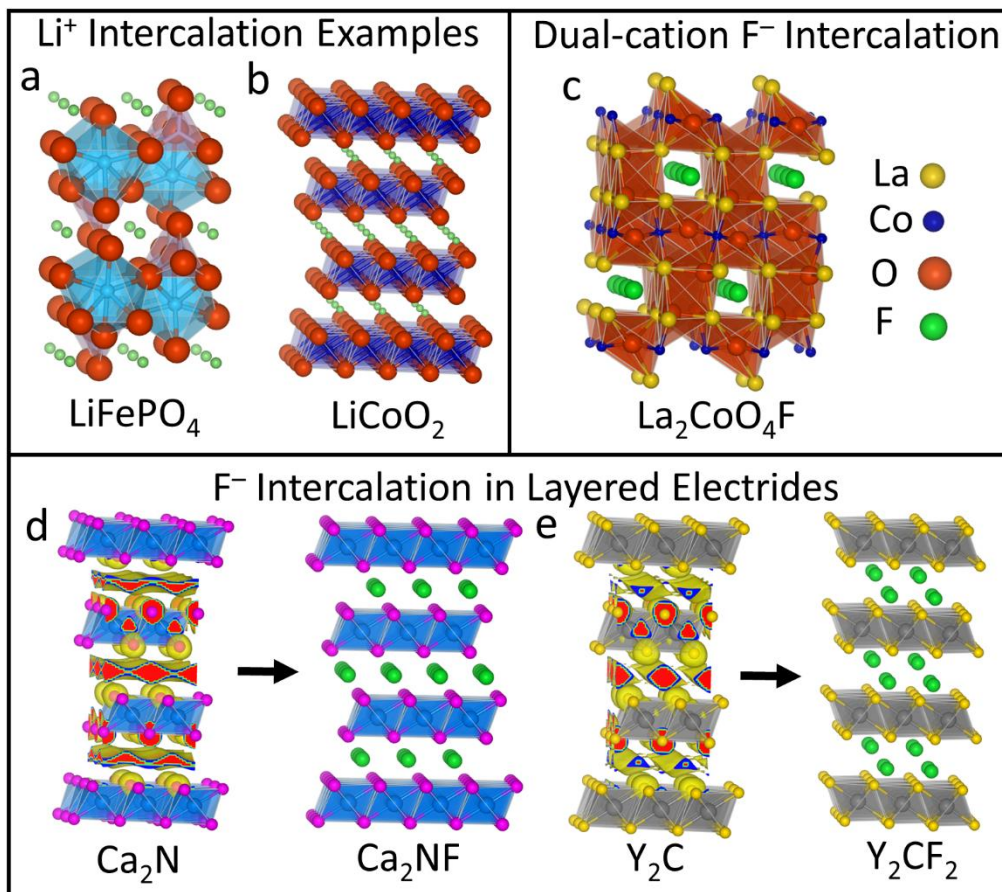 Li⁺ Intercalation Examples
a
b
LiFePO₄
LiCoO₂
Dual-cation F⁻ Intercalation
c
La
Co
O
F
La₂CoO₄F
F⁻ Intercalation in Layered Electrides
d
e
Ca₂N
Ca₂NF
Y₂C
Y₂CF₂